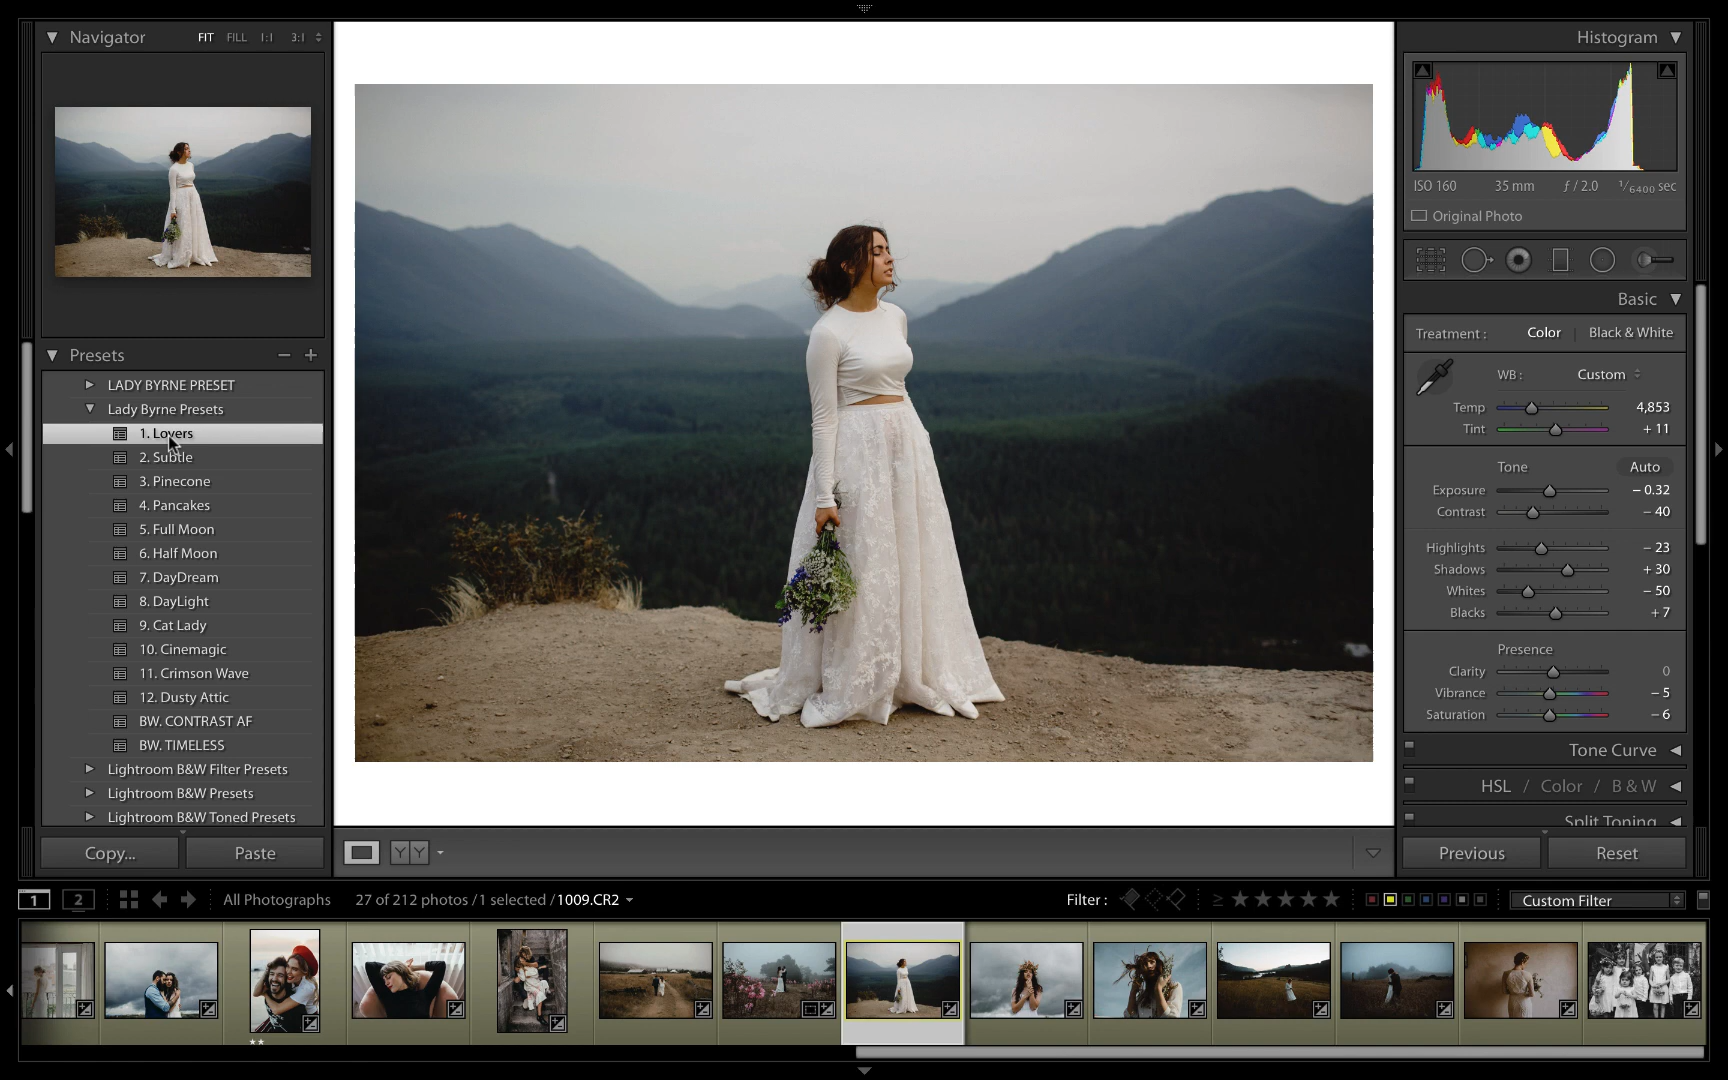 Navigator FIT FILL 1:1 3:1
Presets − +
LADY BYRNE PRESET
Lady Byrne Presets
1. Lovers
2. Subtle
3. Pinecone
4. Pancakes
5. Full Moon
6. Half Moon
7. DayDream
8. DayLight
9. Cat Lady
10. Cinemagic
11. Crimson Wave
12. Dusty Attic
BW. CONTRAST AF
BW. TIMELESS
Lightroom B&W Filter Presets
Lightroom B&W Presets
Lightroom B&W Toned Presets
Copy... Paste
Y Y
Histogram
ISO 160 35 mm ƒ / 2.0 1/6400 sec
Original Photo
Basic
Treatment : Color Black & White
WB : Custom
Temp 4,853
Tint + 11
Tone Auto
Exposure − 0.32
Contrast − 40
Highlights − 23
Shadows + 30
Whites − 50
Blacks + 7
Presence
Clarity 0
Vibrance − 5
Saturation − 6
Tone Curve
HSL / Color / B & W
Split Toning
Previous Reset
1 2 All Photographs 27 of 212 photos / 1 selected / 1009.CR2 Filter : ≥ Custom Filter